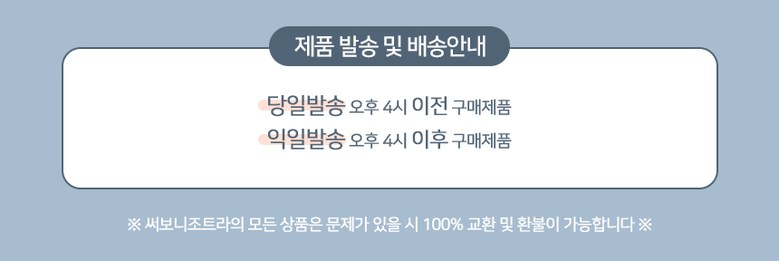 제품 발송 및 배송안내
당일발송 오후 4시 이전 구매제품
익일발송 오후 4시 이후 구매제품
※ 써보니조트라의 모든 상품은 문제가 있을 시 100% 교환 및 환불이 가능합니다 ※